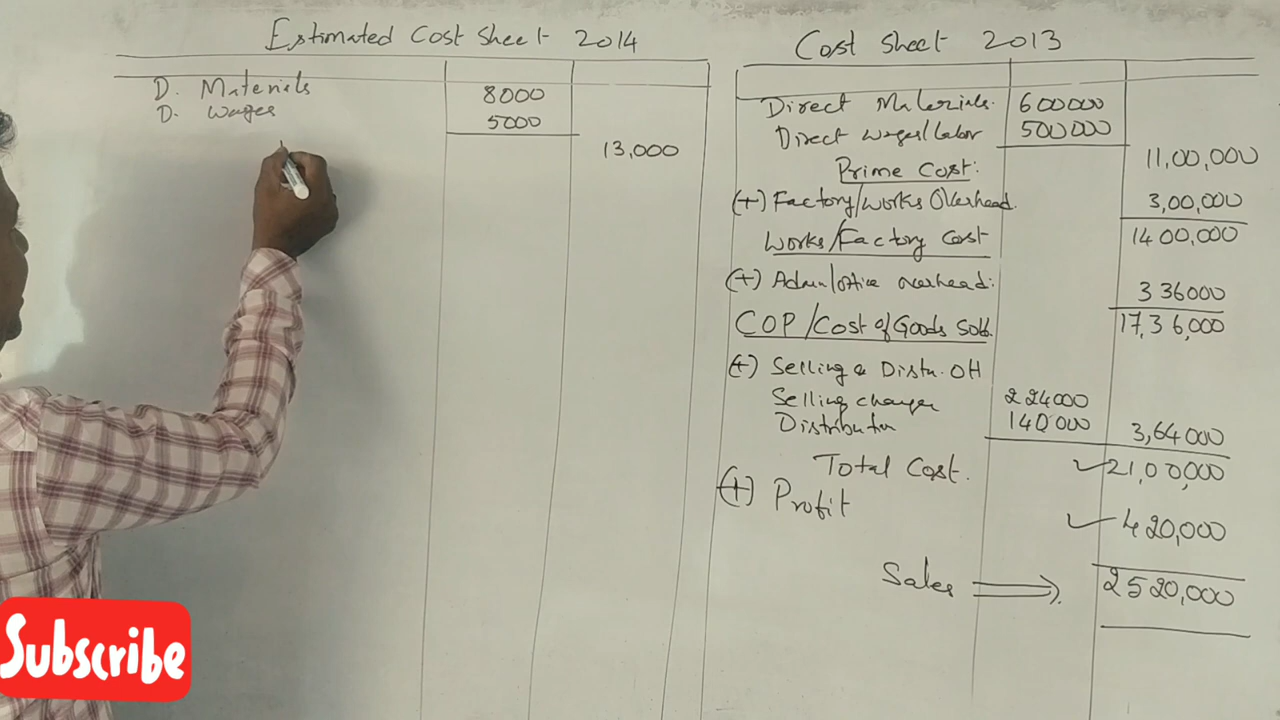 Estimated Cost Sheet 2014
D. Materials 8000
D. Wages 5000
13,000
Cost Sheet 2013
Direct Materials. 600000
Direct wages/Labor 500000
11,00,000
Prime Cost:
(+) Factory/Works Overhead. 3,00,000
Works/Factory Cost 1400,000
(+) Admn/office overhead: 336000
COP/Cost of Goods Sold. 17,36,000
(+) Selling & Distn. OH
Selling charges 224000
Distribution 140000 3,64000
Total Cost. 21,00,000
(+) Profit 420,000
Sales 2520,000
Subscribe